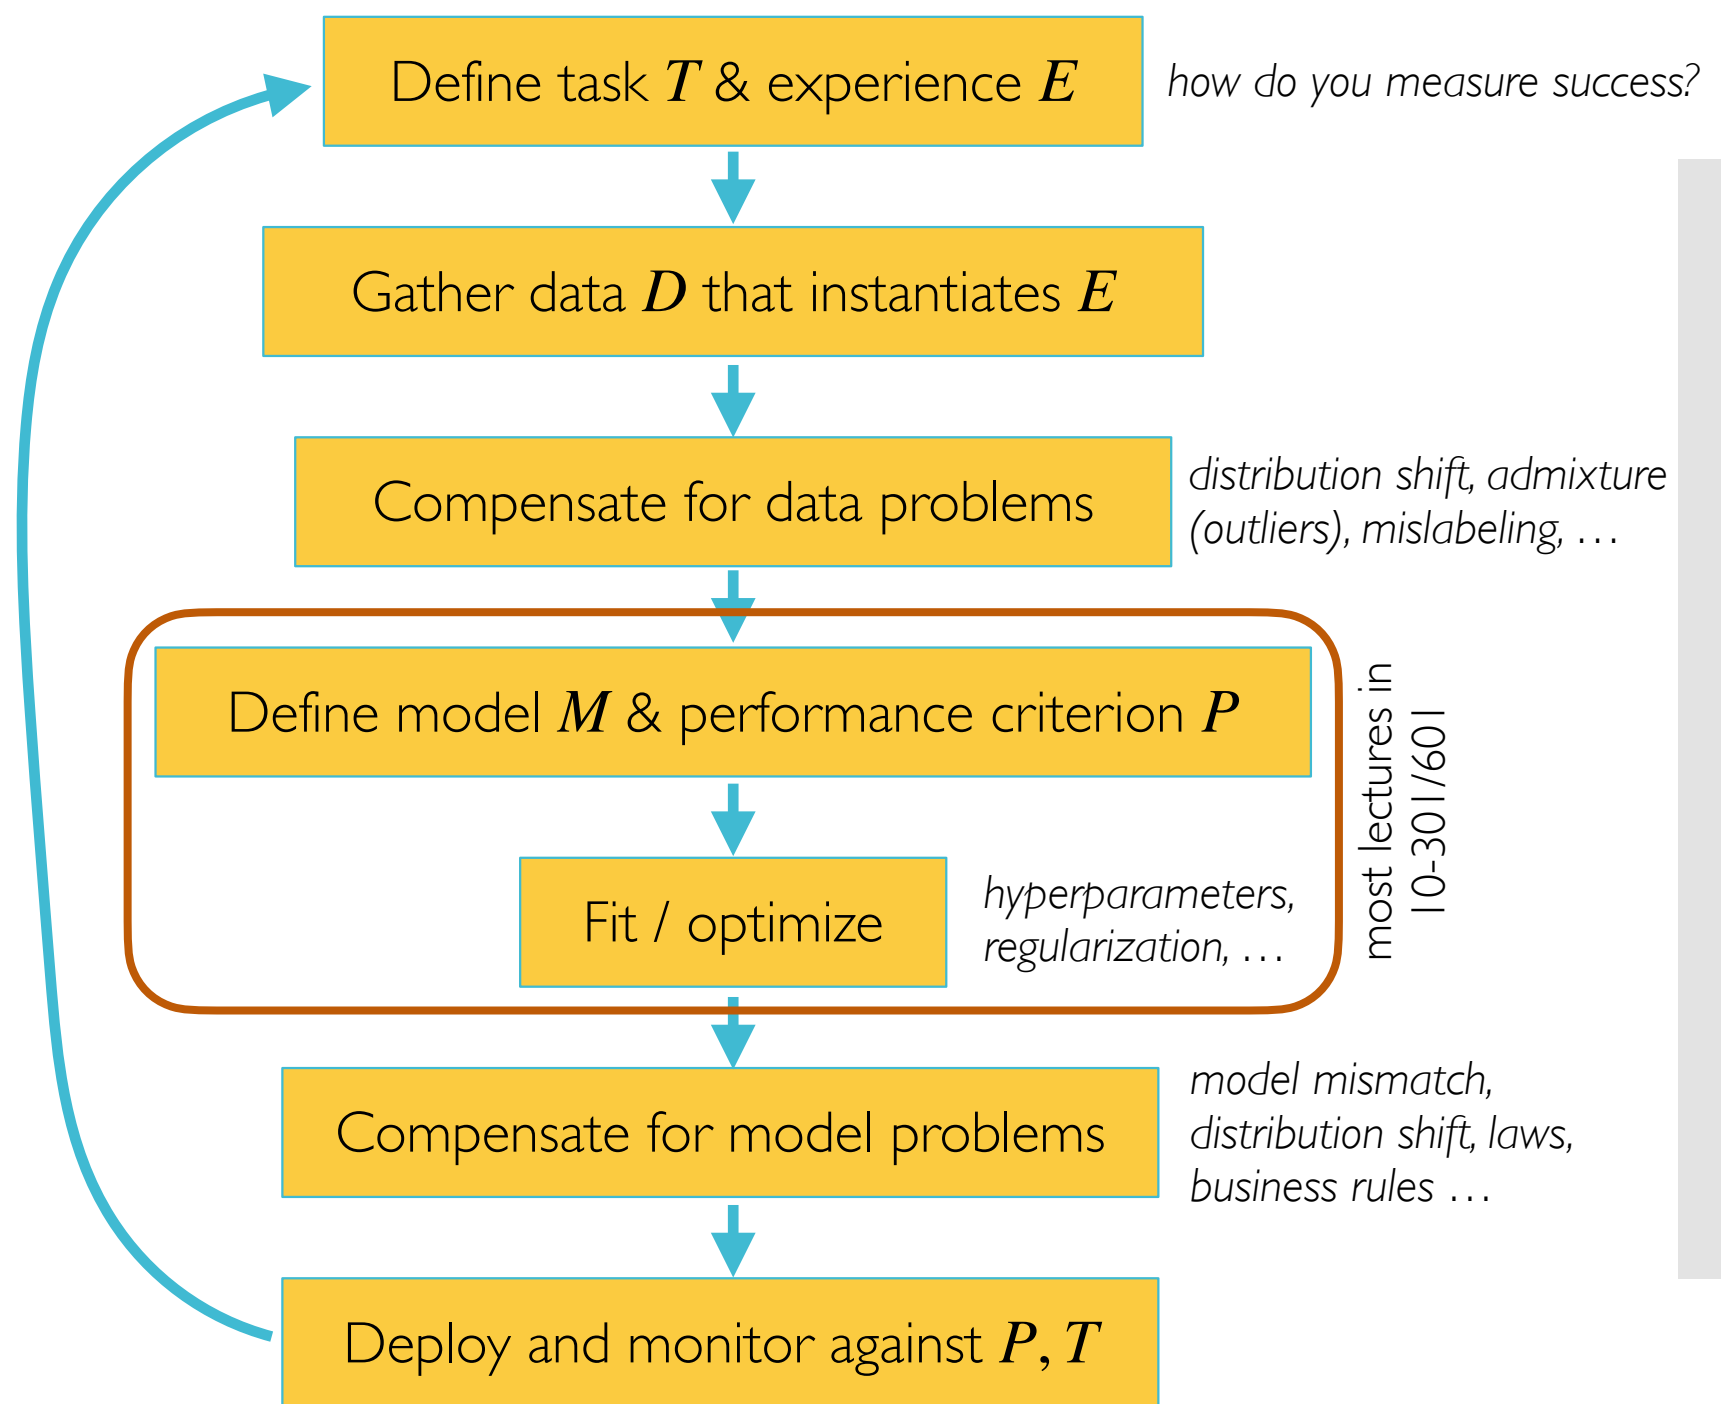 Define task T & experience E
how do you measure success?
Gather data D that instantiates E
Compensate for data problems
distribution shift, admixture
(outliers), mislabeling, …
Define model M & performance criterion P
most lectures in
10-301/601
Fit / optimize
hyperparameters,
regularization, …
Compensate for model problems
model mismatch,
distribution shift, laws,
business rules …
Deploy and monitor against P, T